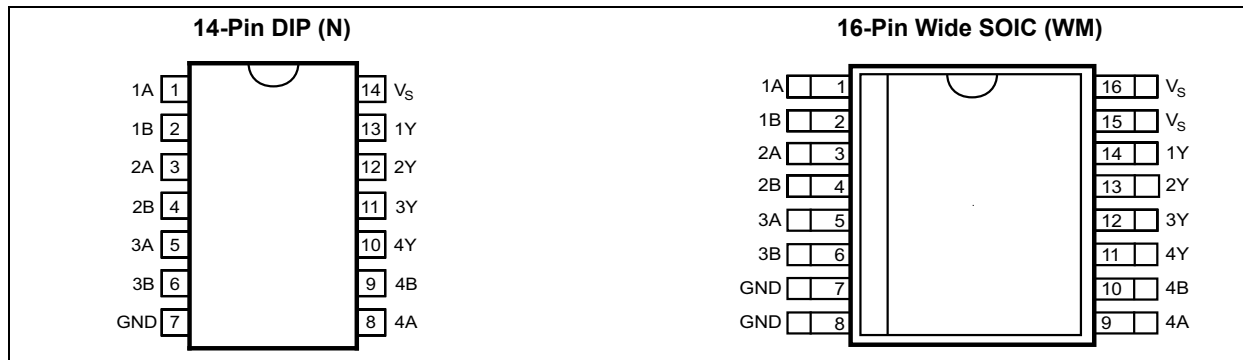 14-Pin DIP (N)
1A 1 14 VS
1B 2 13 1Y
2A 3 12 2Y
2B 4 11 3Y
3A 5 10 4Y
3B 6 9 4B
GND 7 8 4A
16-Pin Wide SOIC (WM)
1A 1 16 VS
1B 2 15 VS
2A 3 14 1Y
2B 4 13 2Y
3A 5 12 3Y
3B 6 11 4Y
GND 7 10 4B
GND 8 9 4A